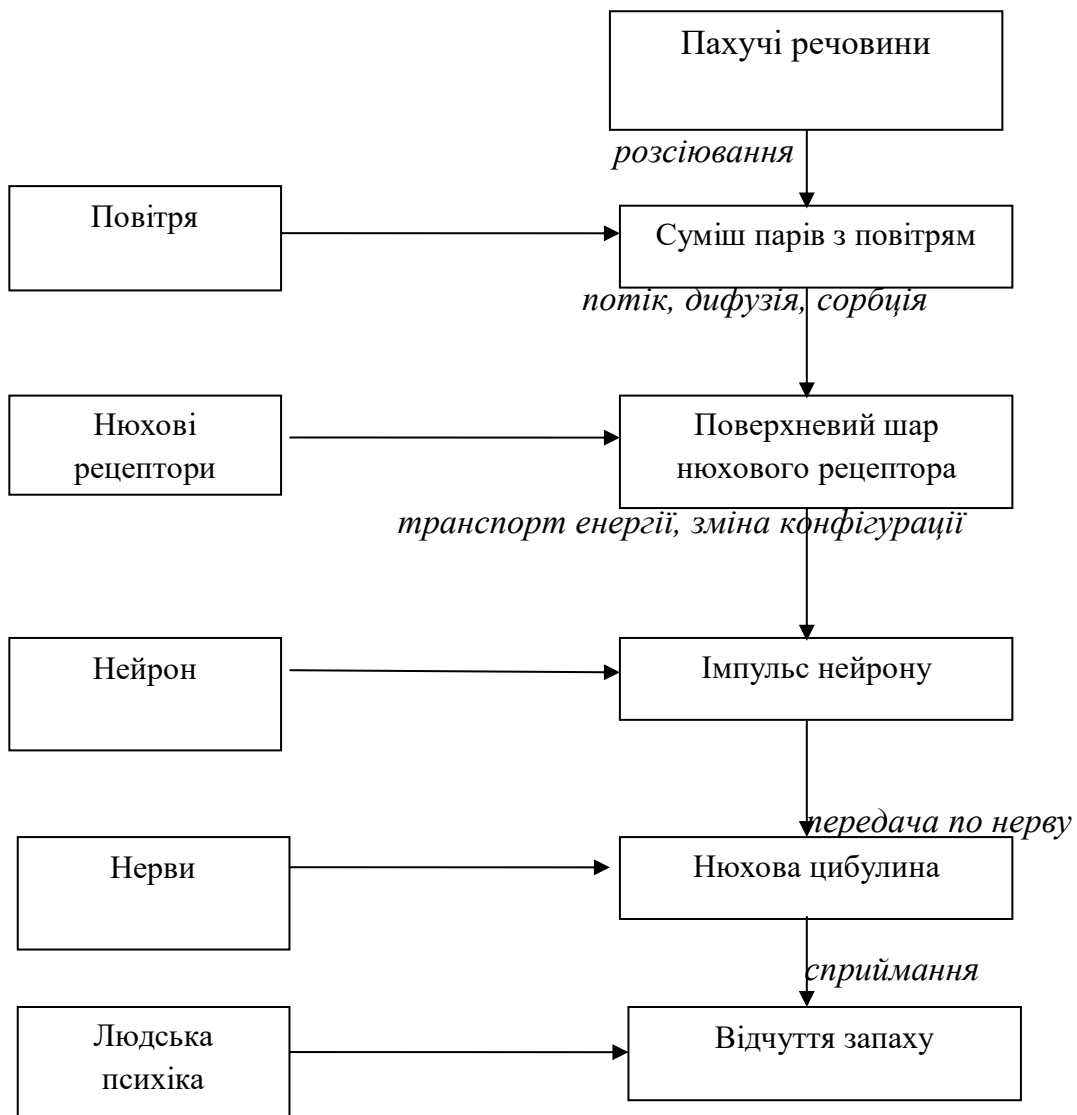 Пахучі речовини
розсіювання
Повітря
Суміш парів з повітрям
потік, дифузія, сорбція
Нюхові
рецептори
Поверхневий шар
нюхового рецептора
транспорт енергії, зміна конфігурації
Нейрон
Імпульс нейрону
передача по нерву
Нерви
Нюхова цибулина
сприймання
Людська
психіка
Відчуття запаху